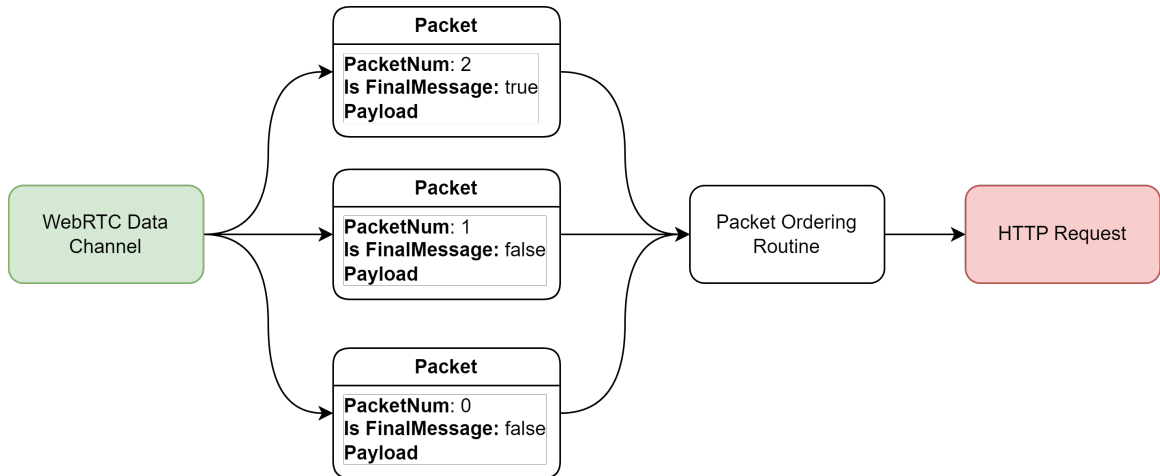 WebRTC Data
Channel
Packet
PacketNum: 2
Is FinalMessage: true
Payload
Packet
PacketNum: 1
Is FinalMessage: false
Payload
Packet
PacketNum: 0
Is FinalMessage: false
Payload
Packet Ordering
Routine
HTTP Request